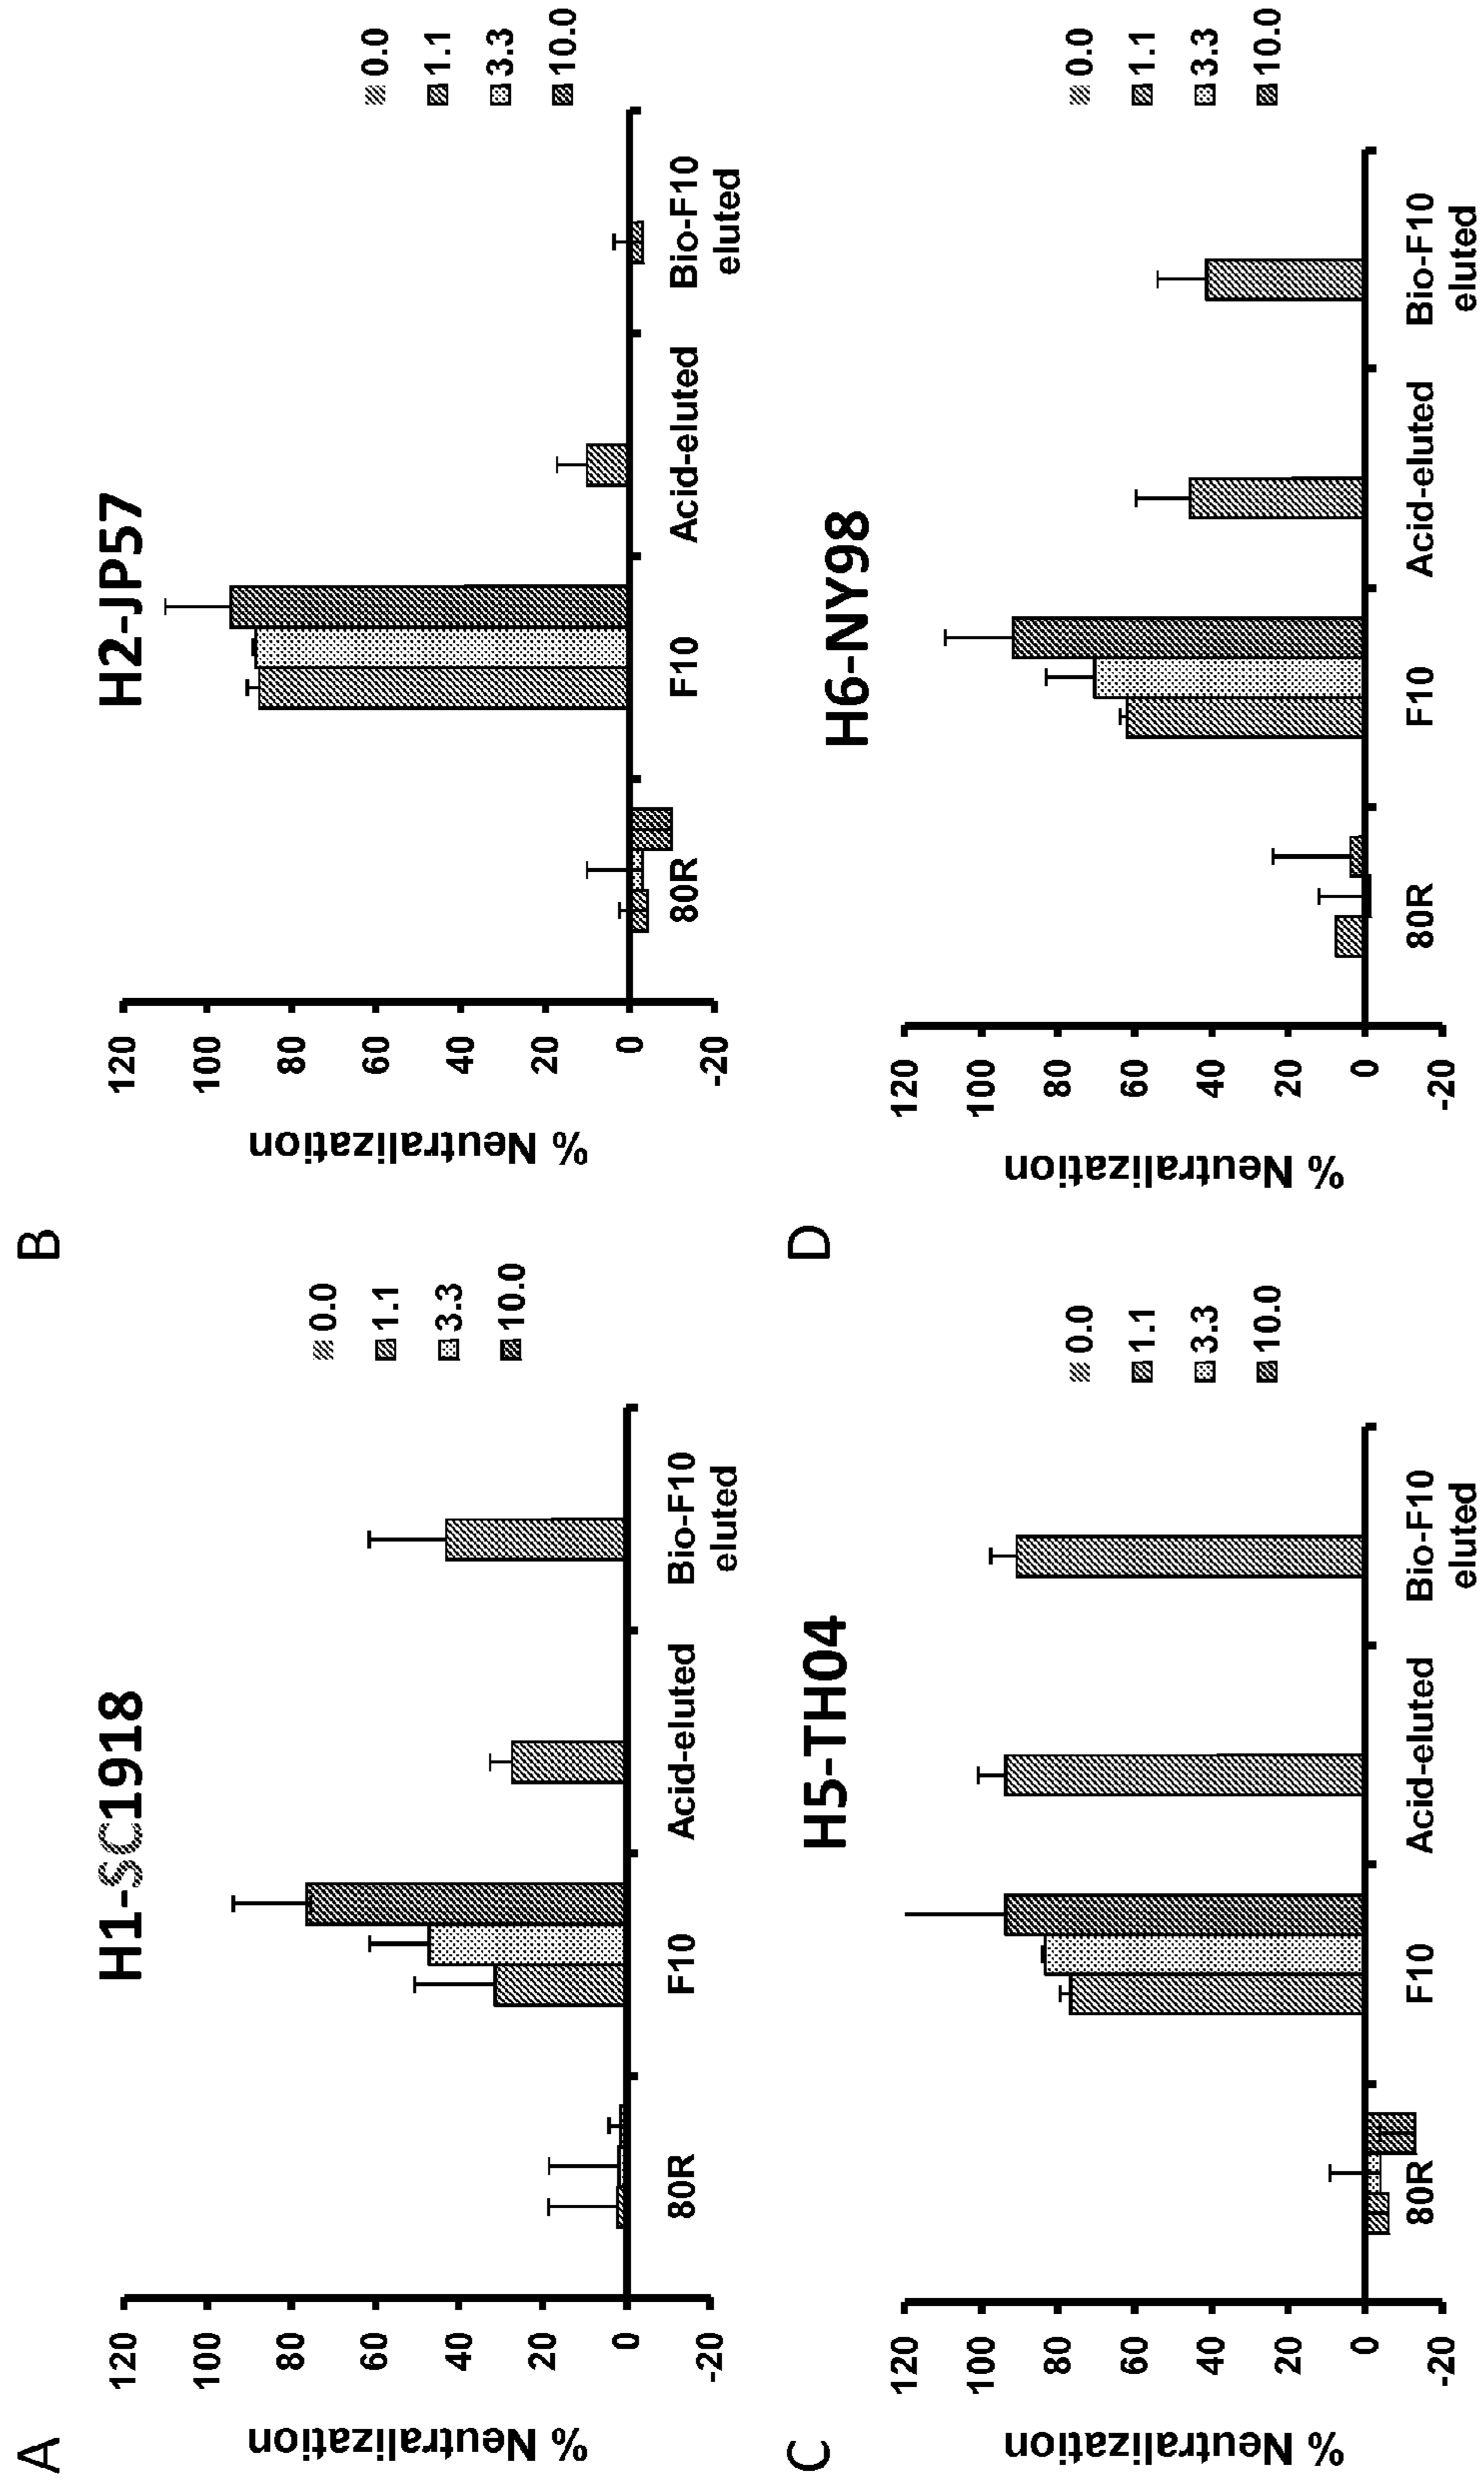 A
H1-SC1918
% Neutralization
120
100
80
60
40
20
0
-20
80R
F10
Acid-eluted
Bio-F10
eluted
0.0
1.1
3.3
10.0
B
H2-JP57
% Neutralization
120
100
80
60
40
20
0
-20
80R
F10
Acid-eluted
Bio-F10
eluted
0.0
1.1
3.3
10.0
C
H5-TH04
% Neutralization
120
100
80
60
40
20
0
-20
80R
F10
Acid-eluted
Bio-F10
eluted
0.0
1.1
3.3
10.0
D
H6-NY98
% Neutralization
120
100
80
60
40
20
0
-20
80R
F10
Acid-eluted
Bio-F10
eluted
0.0
1.1
3.3
10.0